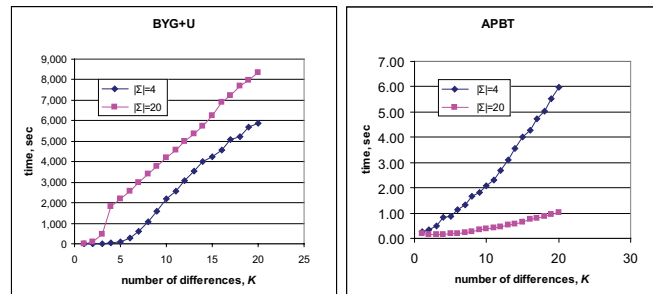 BYG+U
9,000
8,000
7,000
6,000
5,000
4,000
3,000
2,000
1,000
0
time, sec
|Σ|=4
|Σ|=20
0 5 10 15 20 25
number of differences, K
APBT
7.00
6.00
5.00
4.00
3.00
2.00
1.00
0.00
time, sec
|Σ|=4
|Σ|=20
0 10 20 30
number of differences, K